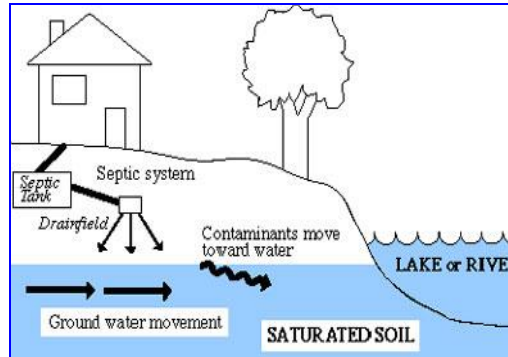 Septic system
Septic
Tank
Drainfield
Contaminants move
toward water
LAKE or RIVE
Ground water movement
SATURATED SOIL